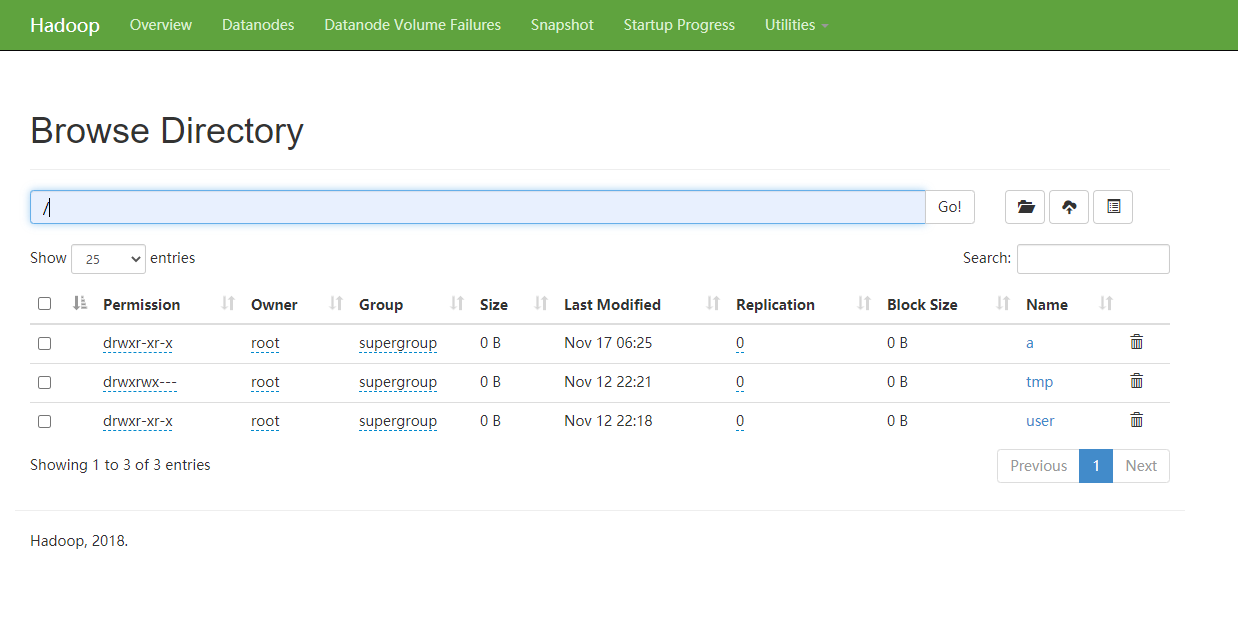 Hadoop Overview Datanodes Datanode Volume Failures Snapshot Startup Progress Utilities
Browse Directory
/ Go!
Show 25 entries Search:
Permission Owner Group Size Last Modified Replication Block Size Name
drwxr-xr-x root supergroup 0 B Nov 17 06:25 0 0 B a
drwxrwx--- root supergroup 0 B Nov 12 22:21 0 0 B tmp
drwxr-xr-x root supergroup 0 B Nov 12 22:18 0 0 B user
Showing 1 to 3 of 3 entries Previous 1 Next
Hadoop, 2018.